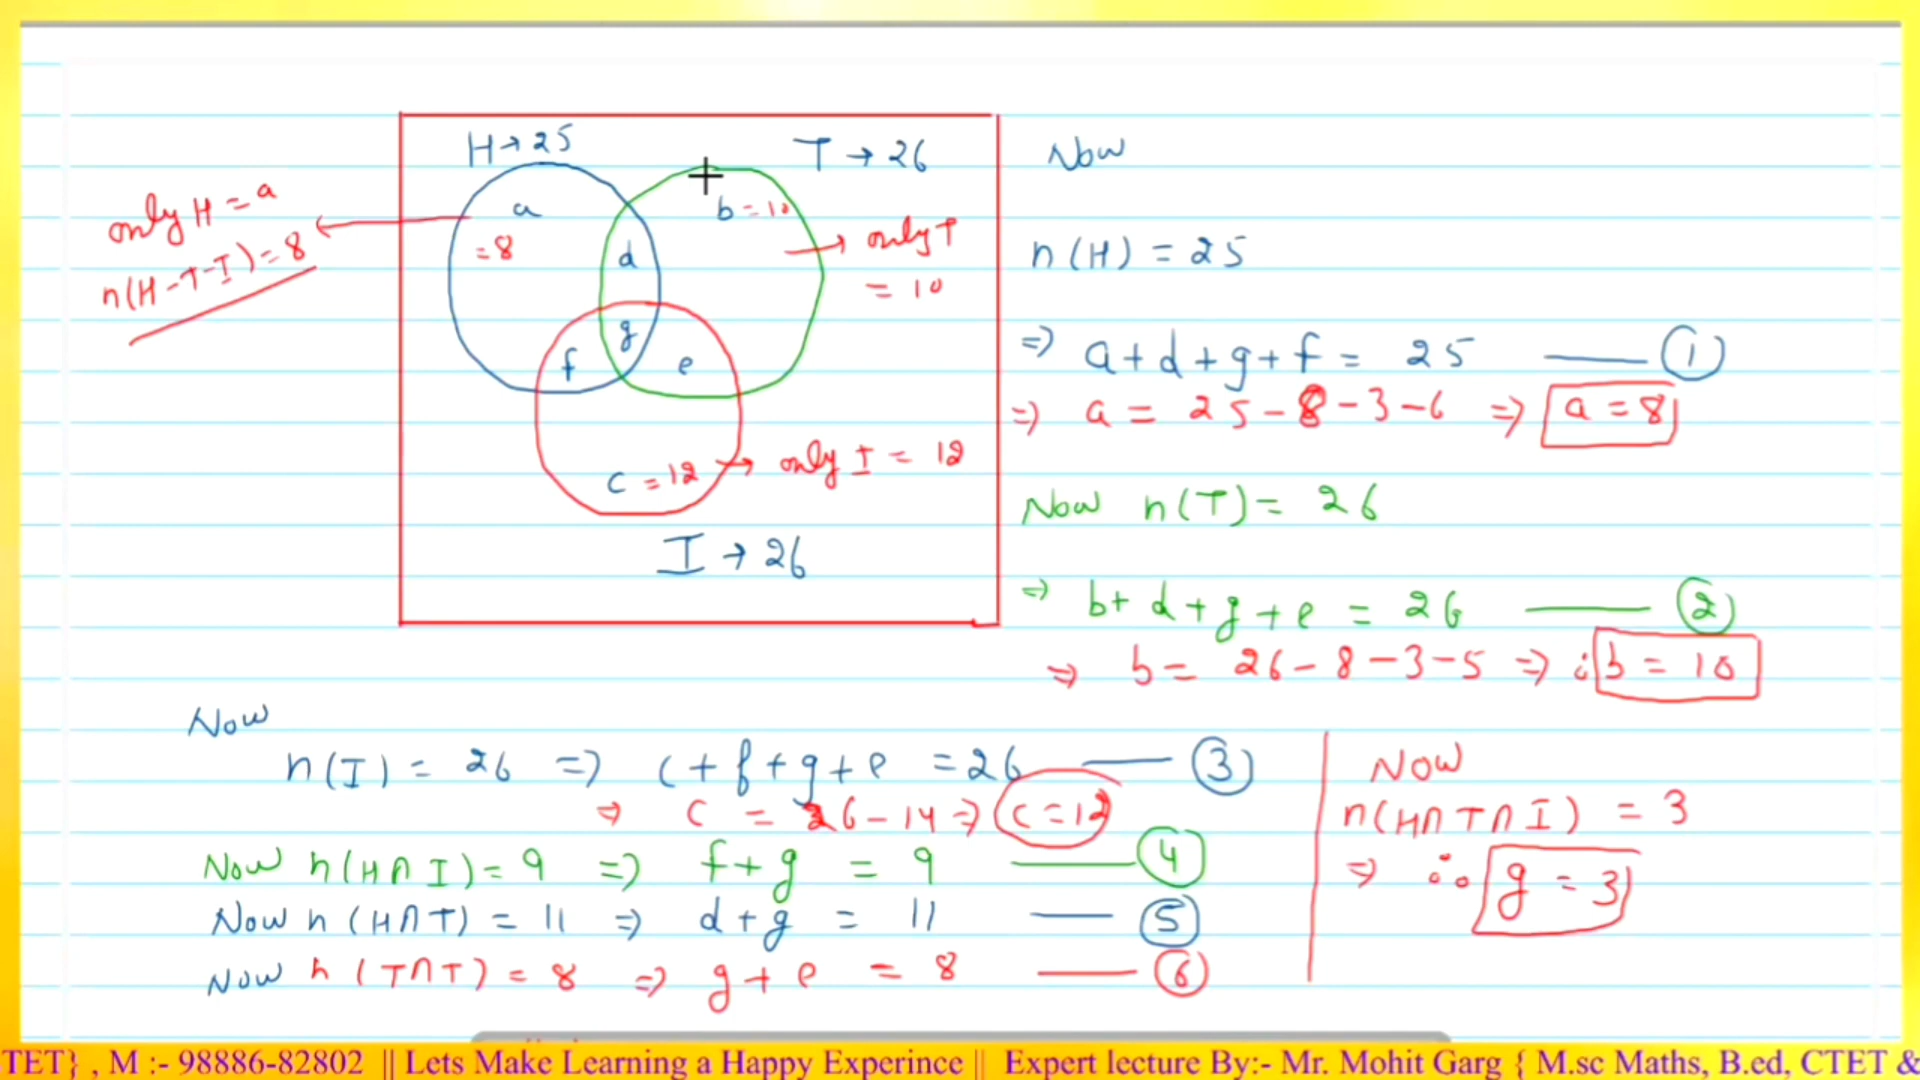 H → 25
T → 26
only H = a
n(H-T-I) = 8
a
= 8
b = 10
d
only T
= 10
g
f
e
c = 12 → only I = 12
I → 26
Now
n(H) = 25
⇒ a+d+g+f = 25 —— ①
⇒ a = 25-8-3-6 ⇒ a = 8
Now n(T) = 26
⇒ b+d+g+e = 26 —— ②
⇒ b = 26-8-3-5 ⇒ ∴ b = 10
Now
n(I) = 26 ⇒ c+f+g+e = 26 —— ③
⇒ c = 26-14 ⇒ c = 12
Now n(H∩I) = 9 ⇒ f+g = 9 —— ④
Now n(H∩T) = 11 ⇒ d+g = 11 —— ⑤
Now n(T∩T) = 8 ⇒ g+e = 8 —— ⑥
Now
n(H∩T∩I) = 3
⇒ ∴ g = 3
TET} , M :- 98886-82802 || Lets Make Learning a Happy Experince || Expert lecture By:- Mr. Mohit Garg { M.sc Maths, B.ed, CTET &